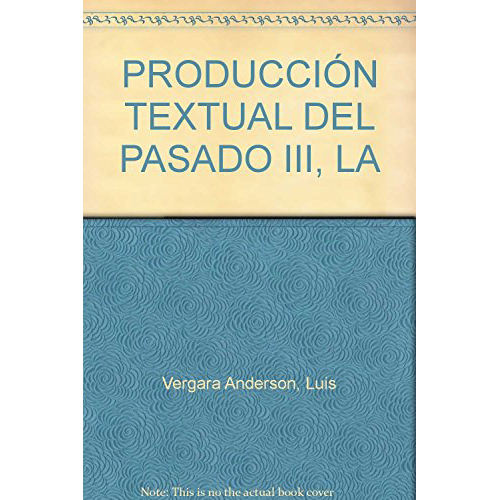 PRODUCCIÓN
TEXTUAL DEL
PASADO III, LA
Vergara Anderson, Luis
Note: This is no the actual book cover